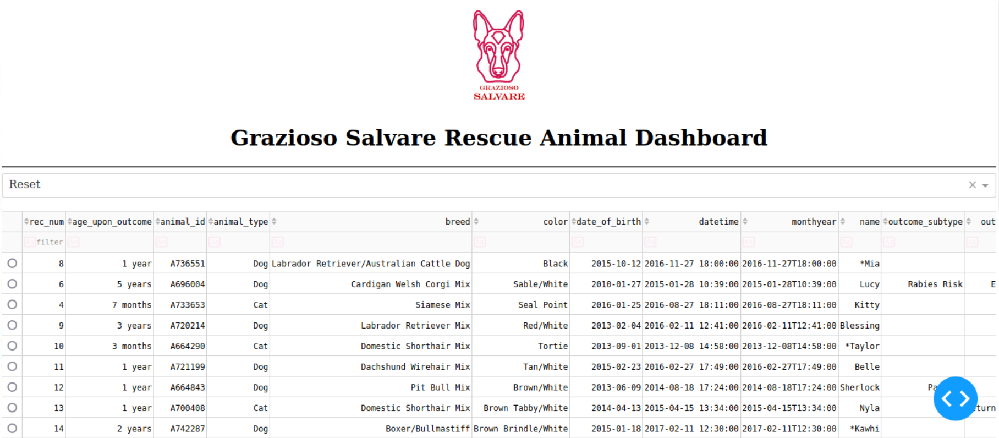 GRAZIOSO
SALVARE
Grazioso Salvare Rescue Animal Dashboard
Reset
rec_num age_upon_outcome animal_id animal_type breed color date_of_birth datetime monthyear name outcome_subtype out
Aa filter Aa Aa Aa Aa Aa Aa Aa Aa Aa Aa Aa
8 1 year A736551 Dog Labrador Retriever/Australian Cattle Dog Black 2015-10-12 2016-11-27 18:00:00 2016-11-27T18:00:00 *Mia
6 5 years A696004 Dog Cardigan Welsh Corgi Mix Sable/White 2010-01-27 2015-01-28 10:39:00 2015-01-28T10:39:00 Lucy Rabies Risk E
4 7 months A733653 Cat Siamese Mix Seal Point 2016-01-25 2016-08-27 18:11:00 2016-08-27T18:11:00 Kitty
9 3 years A720214 Dog Labrador Retriever Mix Red/White 2013-02-04 2016-02-11 12:41:00 2016-02-11T12:41:00 Blessing
10 3 months A664290 Cat Domestic Shorthair Mix Tortie 2013-09-01 2013-12-08 14:58:00 2013-12-08T14:58:00 *Taylor
11 1 year A721199 Dog Dachshund Wirehair Mix Tan/White 2015-02-23 2016-02-27 17:49:00 2016-02-27T17:49:00 Belle
12 1 year A664843 Dog Pit Bull Mix Brown/White 2013-06-09 2014-08-18 17:24:00 2014-08-18T17:24:00 Sherlock Pa
13 1 year A700408 Cat Domestic Shorthair Mix Brown Tabby/White 2014-04-13 2015-04-15 13:34:00 2015-04-15T13:34:00 Nyla turn
14 2 years A742287 Dog Boxer/Bullmastiff Brown Brindle/White 2015-01-18 2017-02-11 12:30:00 2017-02-11T12:30:00 *Kawhi